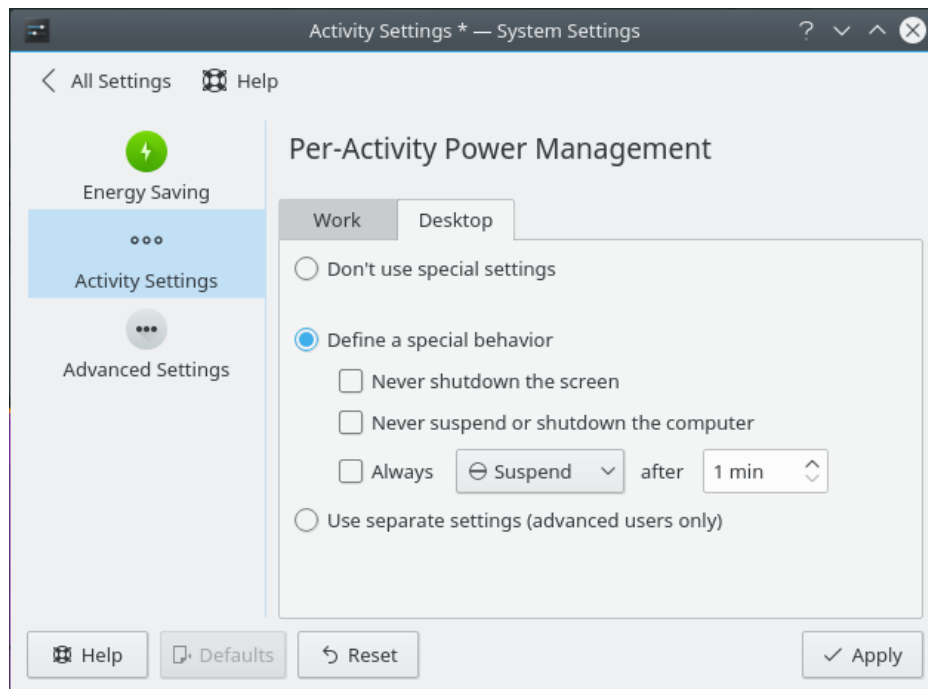 Activity Settings * — System Settings
All Settings Help
Energy Saving
Activity Settings
Advanced Settings
Per-Activity Power Management
Work Desktop
Don't use special settings
Define a special behavior
Never shutdown the screen
Never suspend or shutdown the computer
Always Suspend after 1 min
Use separate settings (advanced users only)
Help Defaults Reset Apply